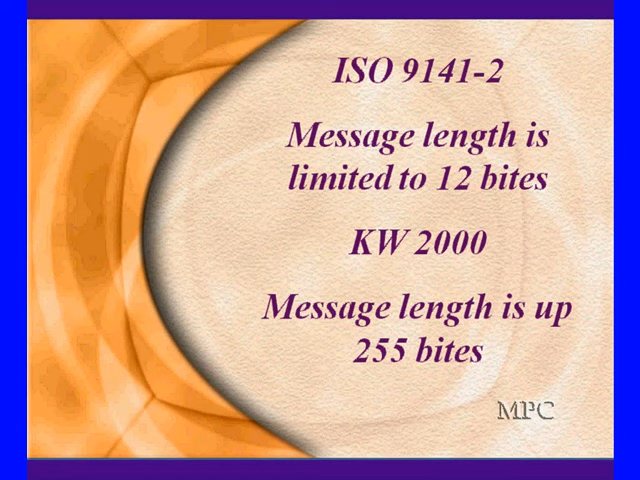 ISO 9141-2
Message length is
limited to 12 bites
KW 2000
Message length is up
255 bites
MPC